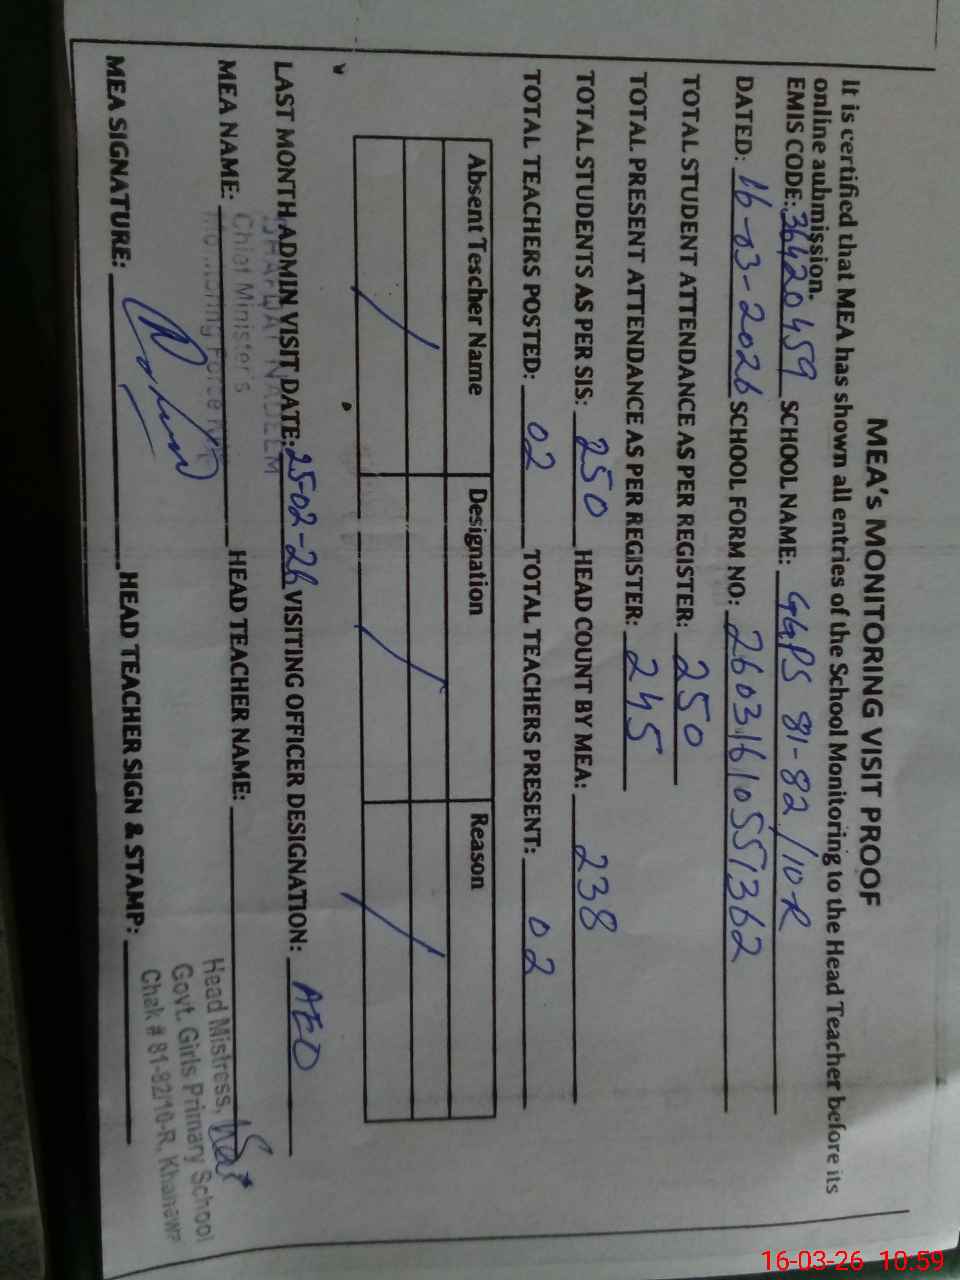 MEA's MONITORING VISIT PROOF
It is certified that MEA has shown all entries of the School Monitoring to the Head Teacher before its
online aubmission.
EMIS CODE: 36420459 SCHOOL NAME: GGPS 81-82/10-R
DATED: 16-03-2026 SCHOOL FORM NO: 26031610551362
TOTAL STUDENT ATTENDANCE AS PER REGISTER: 250
TOTAL PRESENT ATTENDANCE AS PER REGISTER: 245
TOTAL STUDENTS AS PER SIS: 250 HEAD COUNT BY MEA: 238
TOTAL TEACHERS POSTED: 02 TOTAL TEACHERS PRESENT: 02
Absent Tescher Name Designation Reason
LAST MONTH ADMIN VISIT DATE: 25-02-26 VISITING OFFICER DESIGNATION: AEO
NADEEM
MEA NAME: HEAD TEACHER NAME:
Chief Minister's
Monitoring Force
Head Mistress,
Govt. Girls Primary School
Chak # 81-82/10-R, Khanewal
MEA SIGNATURE: HEAD TEACHER SIGN & STAMP:
16-03-26 10.59